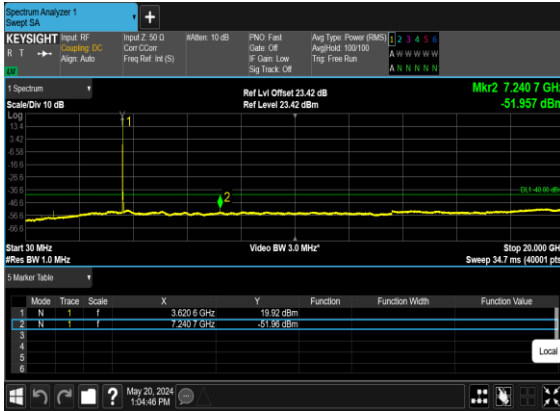 Spectrum Analyzer 1
Swept SA
+
KEYSIGHT Input: RF Input Z: 50 Ω #Atten: 10 dB PNO: Fast Avg Type: Power (RMS) 1 2 3 4 5 6
R T Coupling: DC Corr CCorr Gate: Off Avg|Hold: 100/100 A W W W W W
Align: Auto Freq Ref: Int (S) IF Gain: Low Trig: Free Run
Sig Track: Off A N N N N N
1 Spectrum
Ref Lvl Offset 23.42 dB Mkr2 7.240 7 GHz
Scale/Div 10 dB Ref Level 23.42 dBm -51.957 dBm
Log
13.4
3.42
-6.58
-16.6
-26.6
-36.6
-46.6
-56.6
-66.6
1
2
DL1 -40.00 dBm
Start 30 MHz Video BW 3.0 MHz* Stop 20.000 GHz
#Res BW 1.0 MHz Sweep 34.7 ms (40001 pts)
5 Marker Table
Mode Trace Scale X Y Function Function Width Function Value
1 N 1 f 3.620 6 GHz 19.92 dBm
2 N 1 f 7.240 7 GHz -51.96 dBm
3
4
5
6
Local
?
May 20, 2024
1:04:46 PM